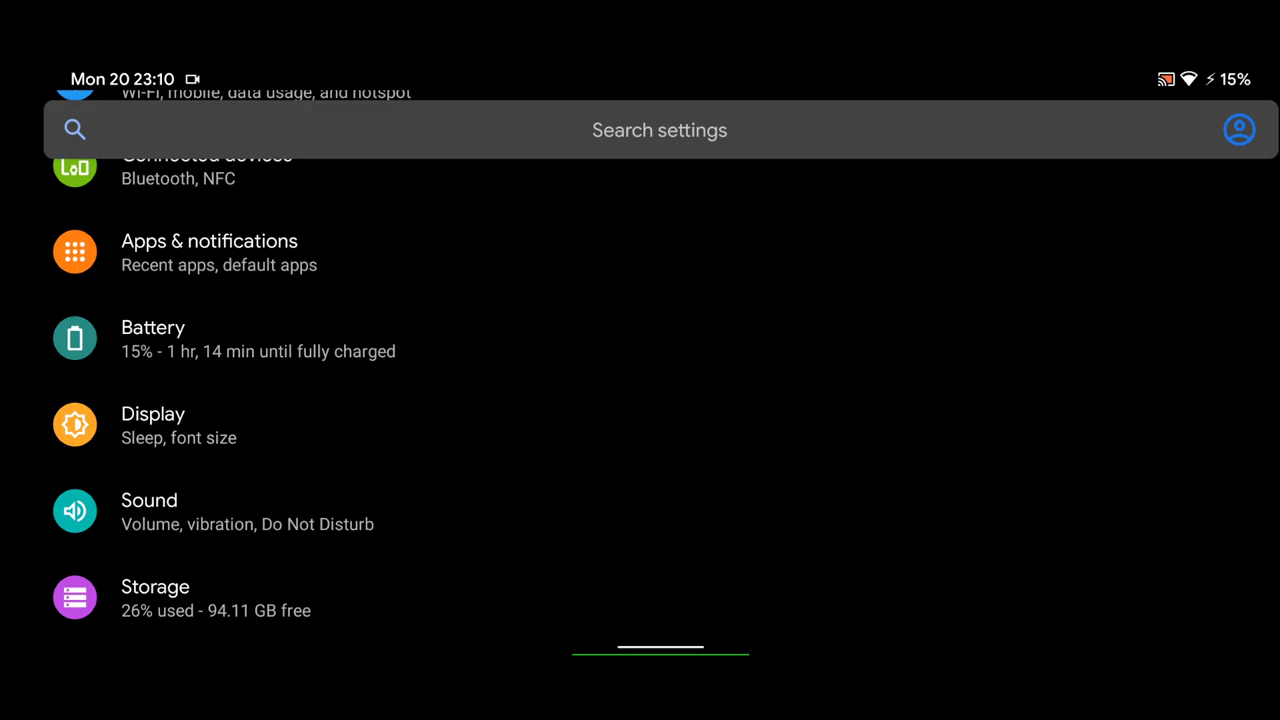 Mon 20 23:10
15%
Wi-Fi, mobile, data usage, and hotspot
Search settings
Connected devices
Bluetooth, NFC
Apps & notifications
Recent apps, default apps
Battery
15% - 1 hr, 14 min until fully charged
Display
Sleep, font size
Sound
Volume, vibration, Do Not Disturb
Storage
26% used - 94.11 GB free